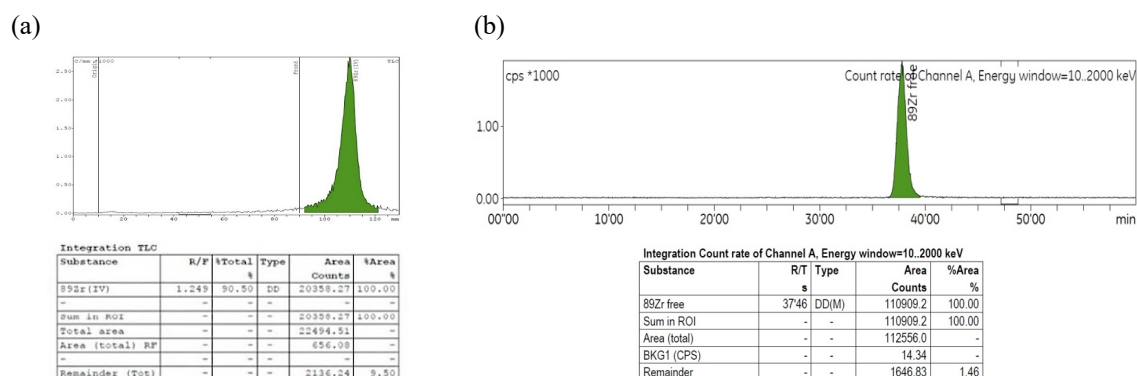 (a)
(b)
C/mm *1000
TLC
Origin
Front
89Zr(IV)
2.50
2.00
1.50
1.00
0.50
0.00
0 20 40 60 80 100 120 mm
Integration TLC
Substance R/F %Total Type Area %Area
% Counts %
89Zr(IV) 1.249 90.50 DD 20358.27 100.00
- - - - - -
Sum in ROI - - - 20358.27 100.00
Total area - - - 22494.51 -
Area (total) RF - - - 656.08 -
- - - - - -
Remainder (Tot) - - - 2136.24 9.50
cps *1000
Count rate of Channel A, Energy window=10..2000 keV
89Zr free
1.00
0.00
00'00 10'00 20'00 30'00 40'00 50'00 min
Integration Count rate of Channel A, Energy window=10..2000 keV
Substance R/T Type Area %Area
s Counts %
89Zr free 37'46 DD(M) 110909.2 100.00
Sum in ROI - - 110909.2 100.00
Area (total) - - 112556.0 -
BKG1 (CPS) - - 14.34 -
Remainder - - 1646.83 1.46